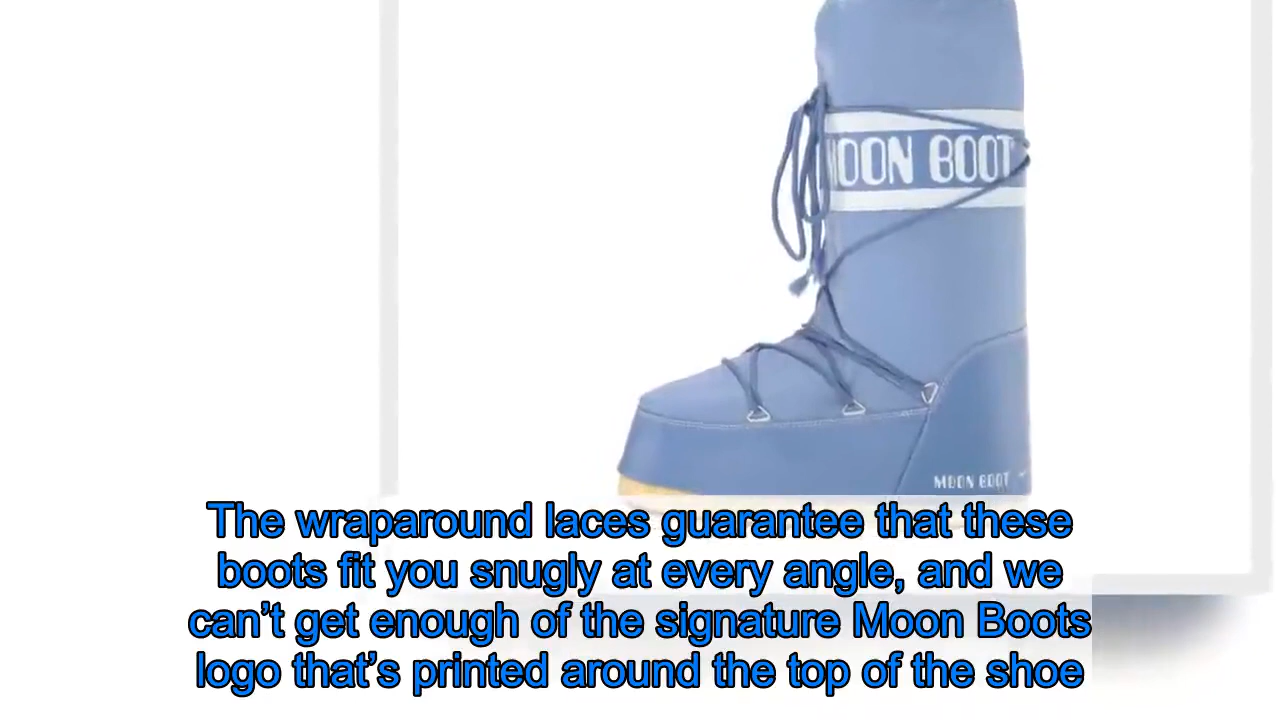 MOON BOOT
MOON BOOT
The wraparound laces guarantee that these
boots fit you snugly at every angle, and we
can’t get enough of the signature Moon Boots
logo that’s printed around the top of the shoe